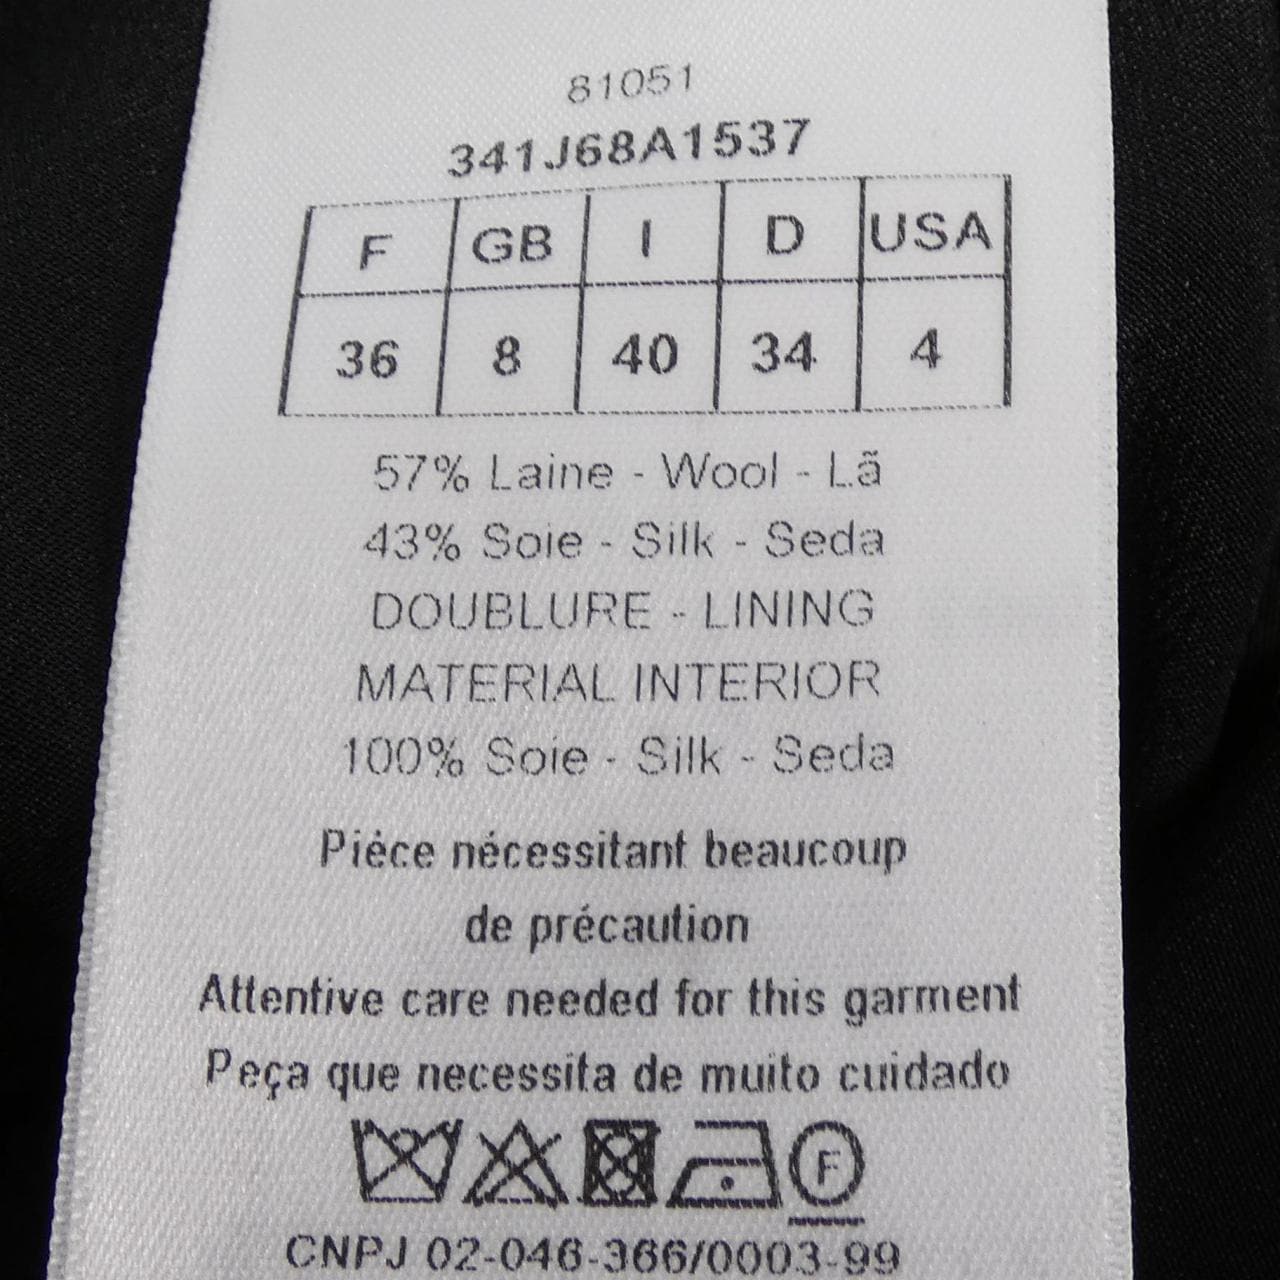 81051
341J68A1537
F GB I D USA
36 8 40 34 4
57% Laine - Wool - Lã
43% Soie - Silk - Seda
DOUBLURE - LINING
MATERIAL INTERIOR
100% Soie - Silk - Seda
Pièce nécessitant beaucoup
de précaution
Attentive care needed for this garment
Peça que necessita de muito cuidado
F
CNPJ 02-046-366/0003-99